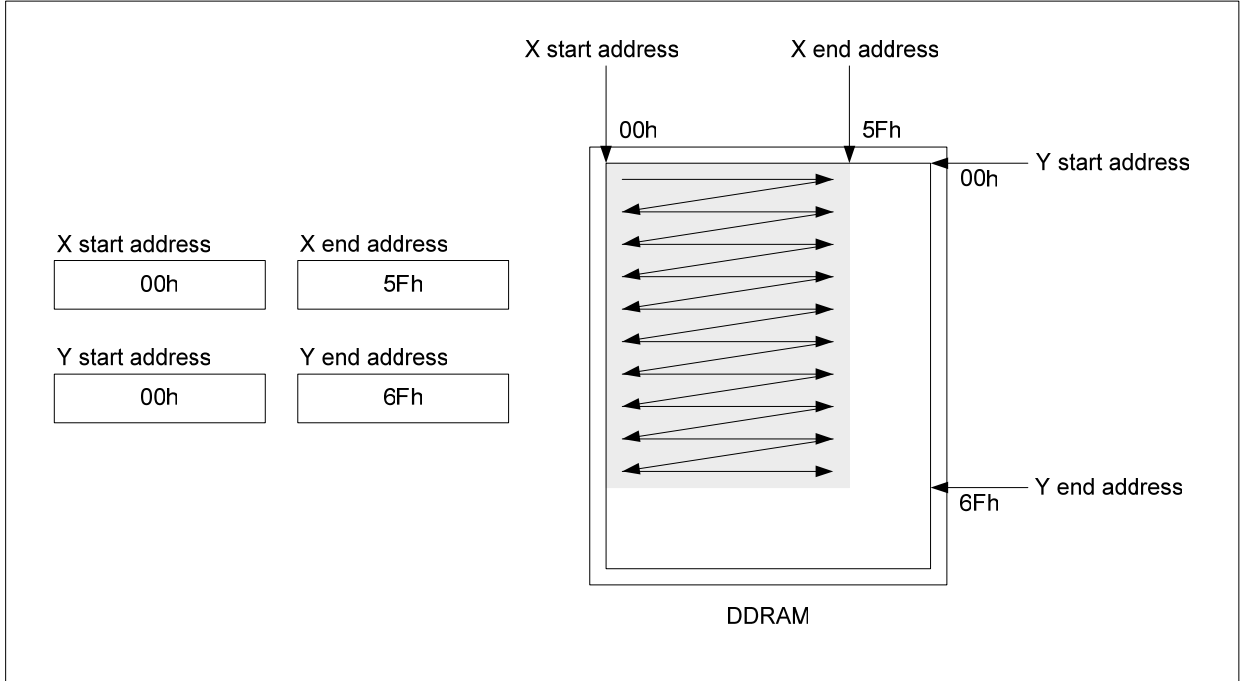 X start address X end address
00h 5Fh
Y start address
00h
X start address X end address
00h 5Fh
Y start address Y end address
00h 6Fh
Y end address
6Fh
DDRAM